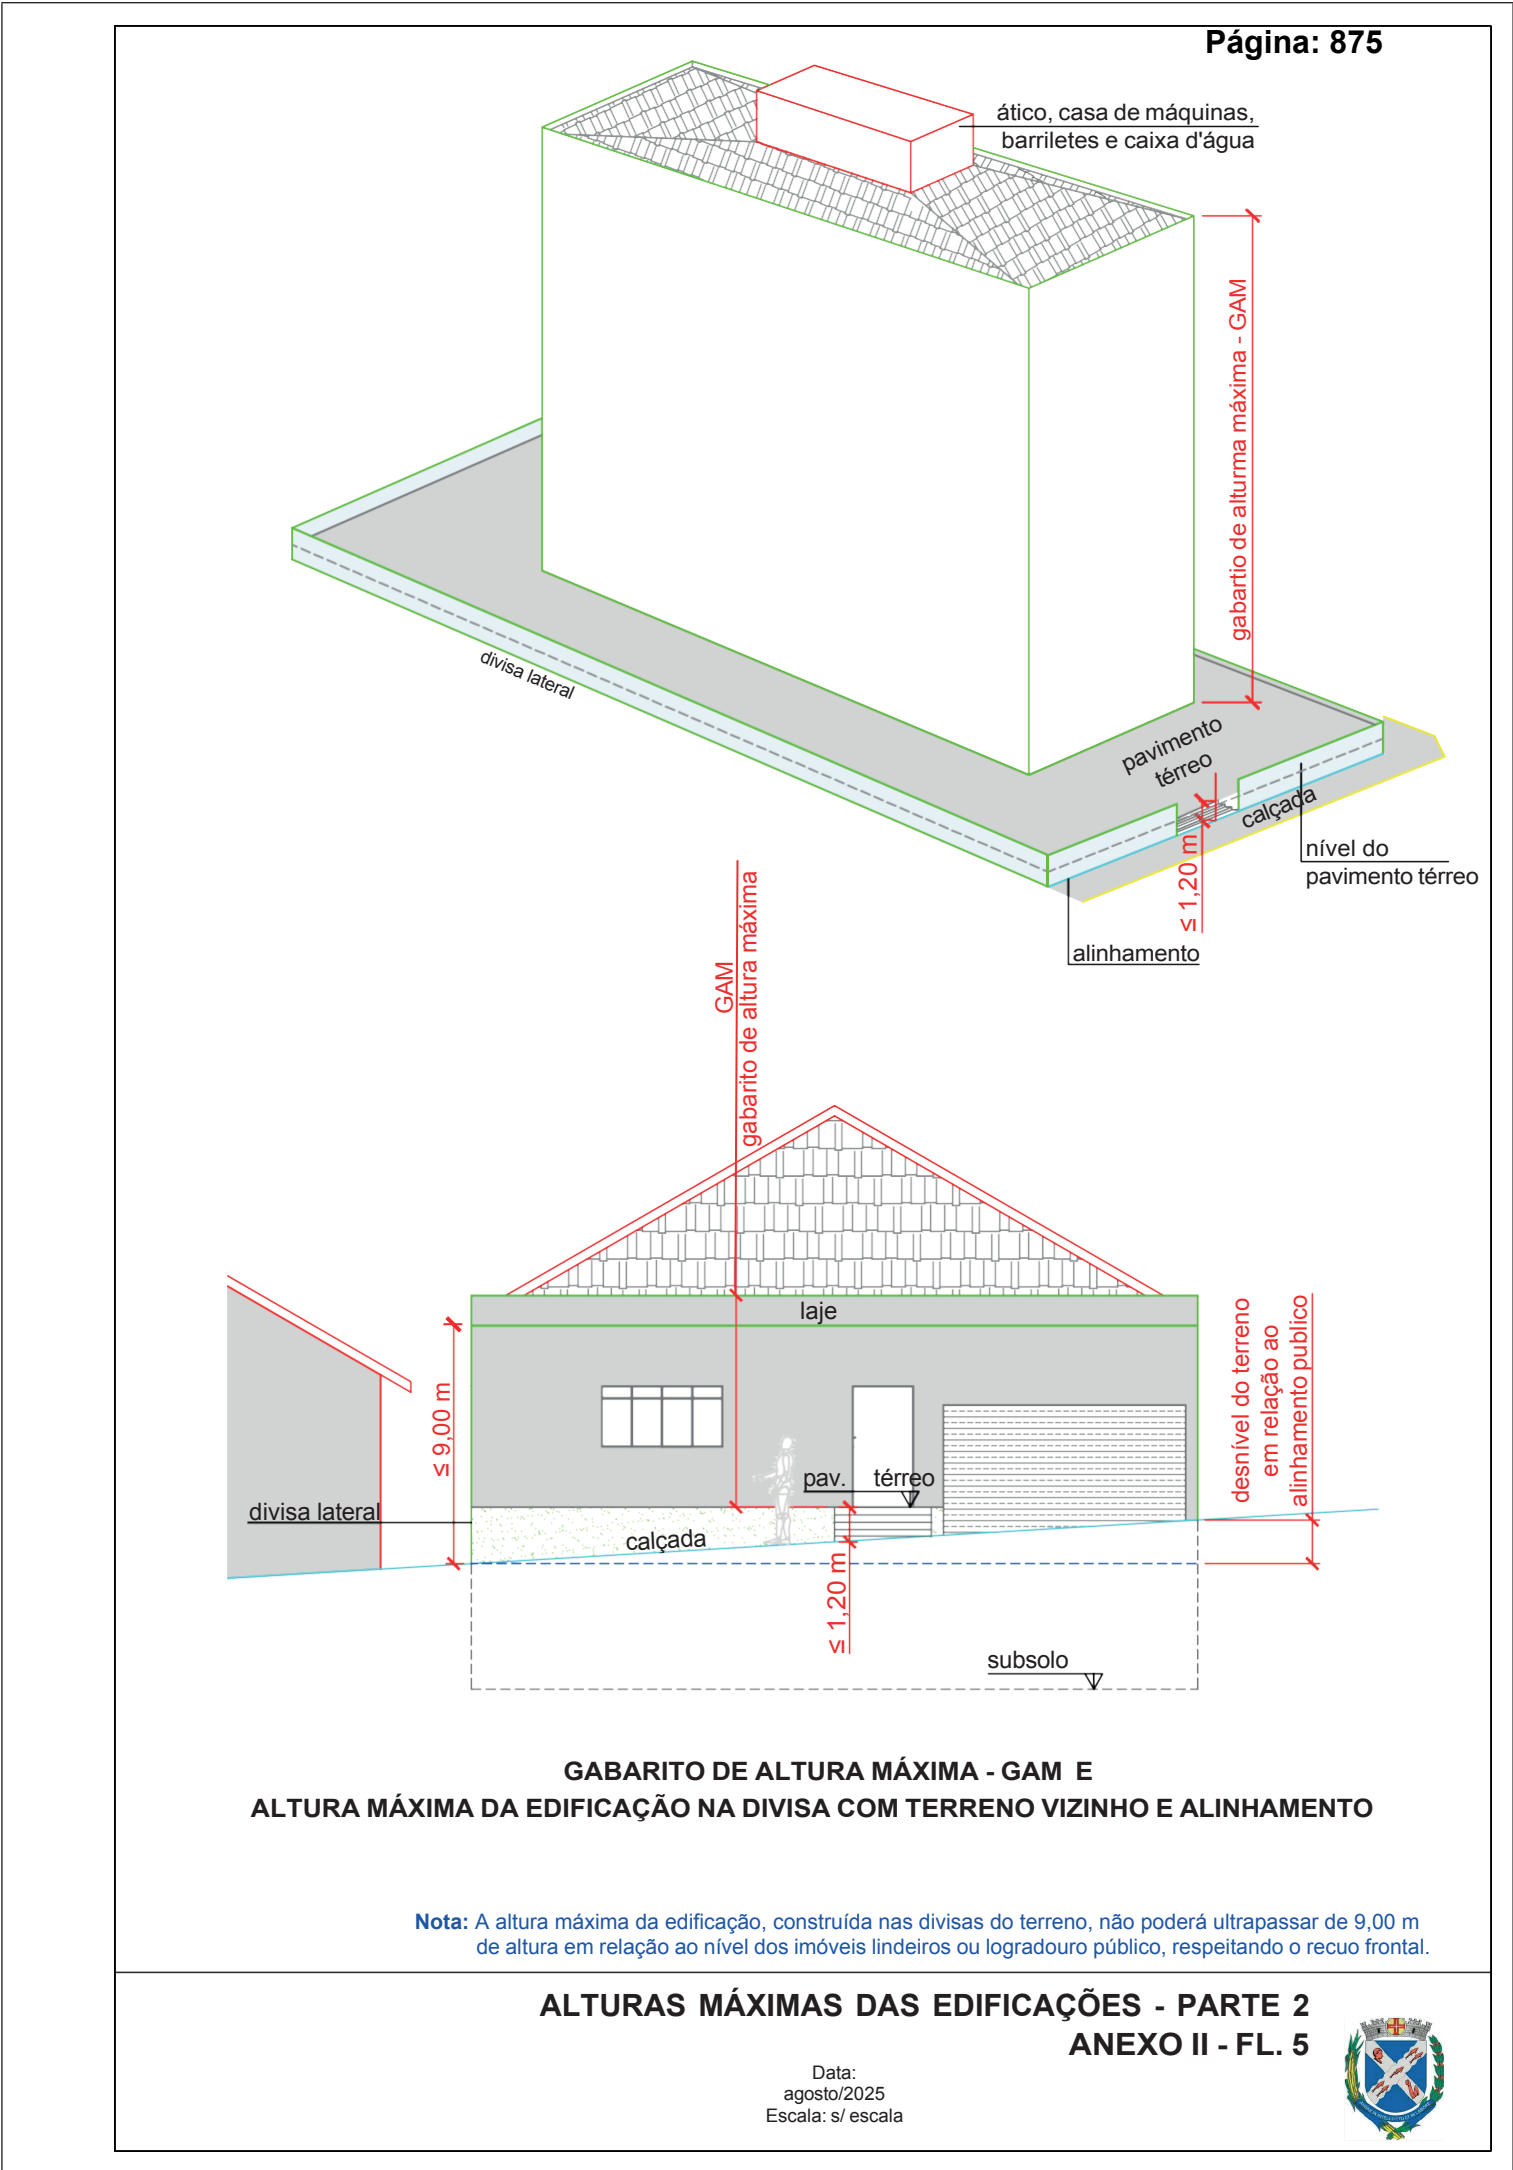 Página: 875
ático, casa de máquinas,
barriletes e caixa d'água
gabartio de alturma máxima - GAM
divisa lateral
pavimento
térreo
calçada
≤ 1,20 m
nível do
pavimento térreo
alinhamento
GAM
gabarito de altura máxima
laje
≤ 9,00 m
desnível do terreno
em relação ao
alinhamento publico
pav. térreo
divisa lateral
calçada
≤ 1,20 m
subsolo
GABARITO DE ALTURA MÁXIMA - GAM E
ALTURA MÁXIMA DA EDIFICAÇÃO NA DIVISA COM TERRENO VIZINHO E ALINHAMENTO
Nota: A altura máxima da edificação, construída nas divisas do terreno, não poderá ultrapassar de 9,00 m
de altura em relação ao nível dos imóveis lindeiros ou logradouro público, respeitando o recuo frontal.
ALTURAS MÁXIMAS DAS EDIFICAÇÕES - PARTE 2
ANEXO II - FL. 5
Data:
agosto/2025
Escala: s/ escala